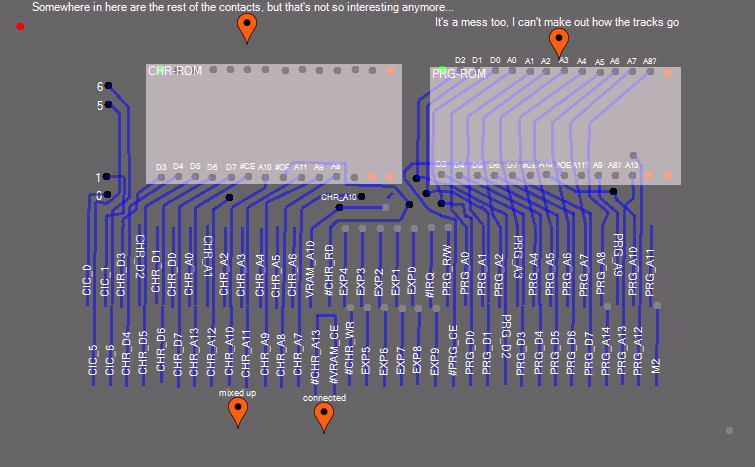 Somewhere in here are the rest of the contacts, but that's not so interesting anymore...
It's a mess too, I can't make out how the tracks go
CHR-ROM
PRG-ROM
D2 D1 D0 A0 A1 A2 A3 A4 A5 A6 A7 A8?
6
5
1
0
D3 D4 D5 D6 D7 #CE A10 #OE A11 A9 A8
D3 D4 D5 D6 D7 #CE A10 #OE A11? A9 A8? A13
CHR_A10
CIC_0
CIC_1
CHR_D3
CHR_D2
CHR_D1
CHR_D0
CHR_A0
CHR_A1
CHR_A2
CHR_A3
CHR_A4
CHR_A5
CHR_A6
VRAM_A10
#CHR_RD
EXP4
EXP3
EXP2
EXP1
EXP0
#IRQ
PRG_R/W
PRG_A0
PRG_A1
PRG_A2
PRG_A3
PRG_A4
PRG_A5
PRG_A6
PRG_A7
PRG_A8
PRG_A9
PRG_A10
PRG_A11
CIC_5
CIC_6
CHR_D4
CHR_D5
CHR_D6
CHR_D7
CHR_A13
CHR_A12
CHR_A10
CHR_A11
CHR_A9
CHR_A8
CHR_A7
#CHR_A13
#VRAM_CE
#CHR_WR
EXP5
EXP6
EXP7
EXP8
EXP9
#PRG_CE
PRG_D0
PRG_D1
PRG_D2
PRG_D3
PRG_D4
PRG_D5
PRG_D6
PRG_D7
PRG_A14
PRG_A13
PRG_A12
M2
mixed up
connected